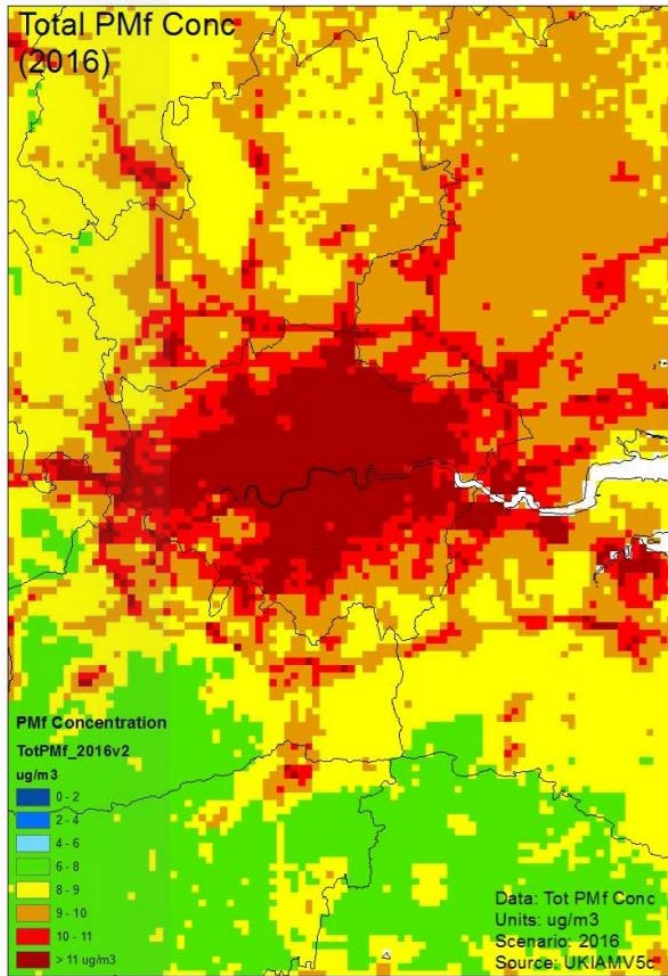 Total PMf Conc
(2016)
PMf Concentration
TotPMf_2016v2
ug/m3
0 - 2
2 - 4
4 - 6
6 - 8
8 - 9
9 - 10
10 - 11
> 11 ug/m3
Data: Tot PMf Conc
Units: ug/m3
Scenario: 2016
Source: UKIAMV5c